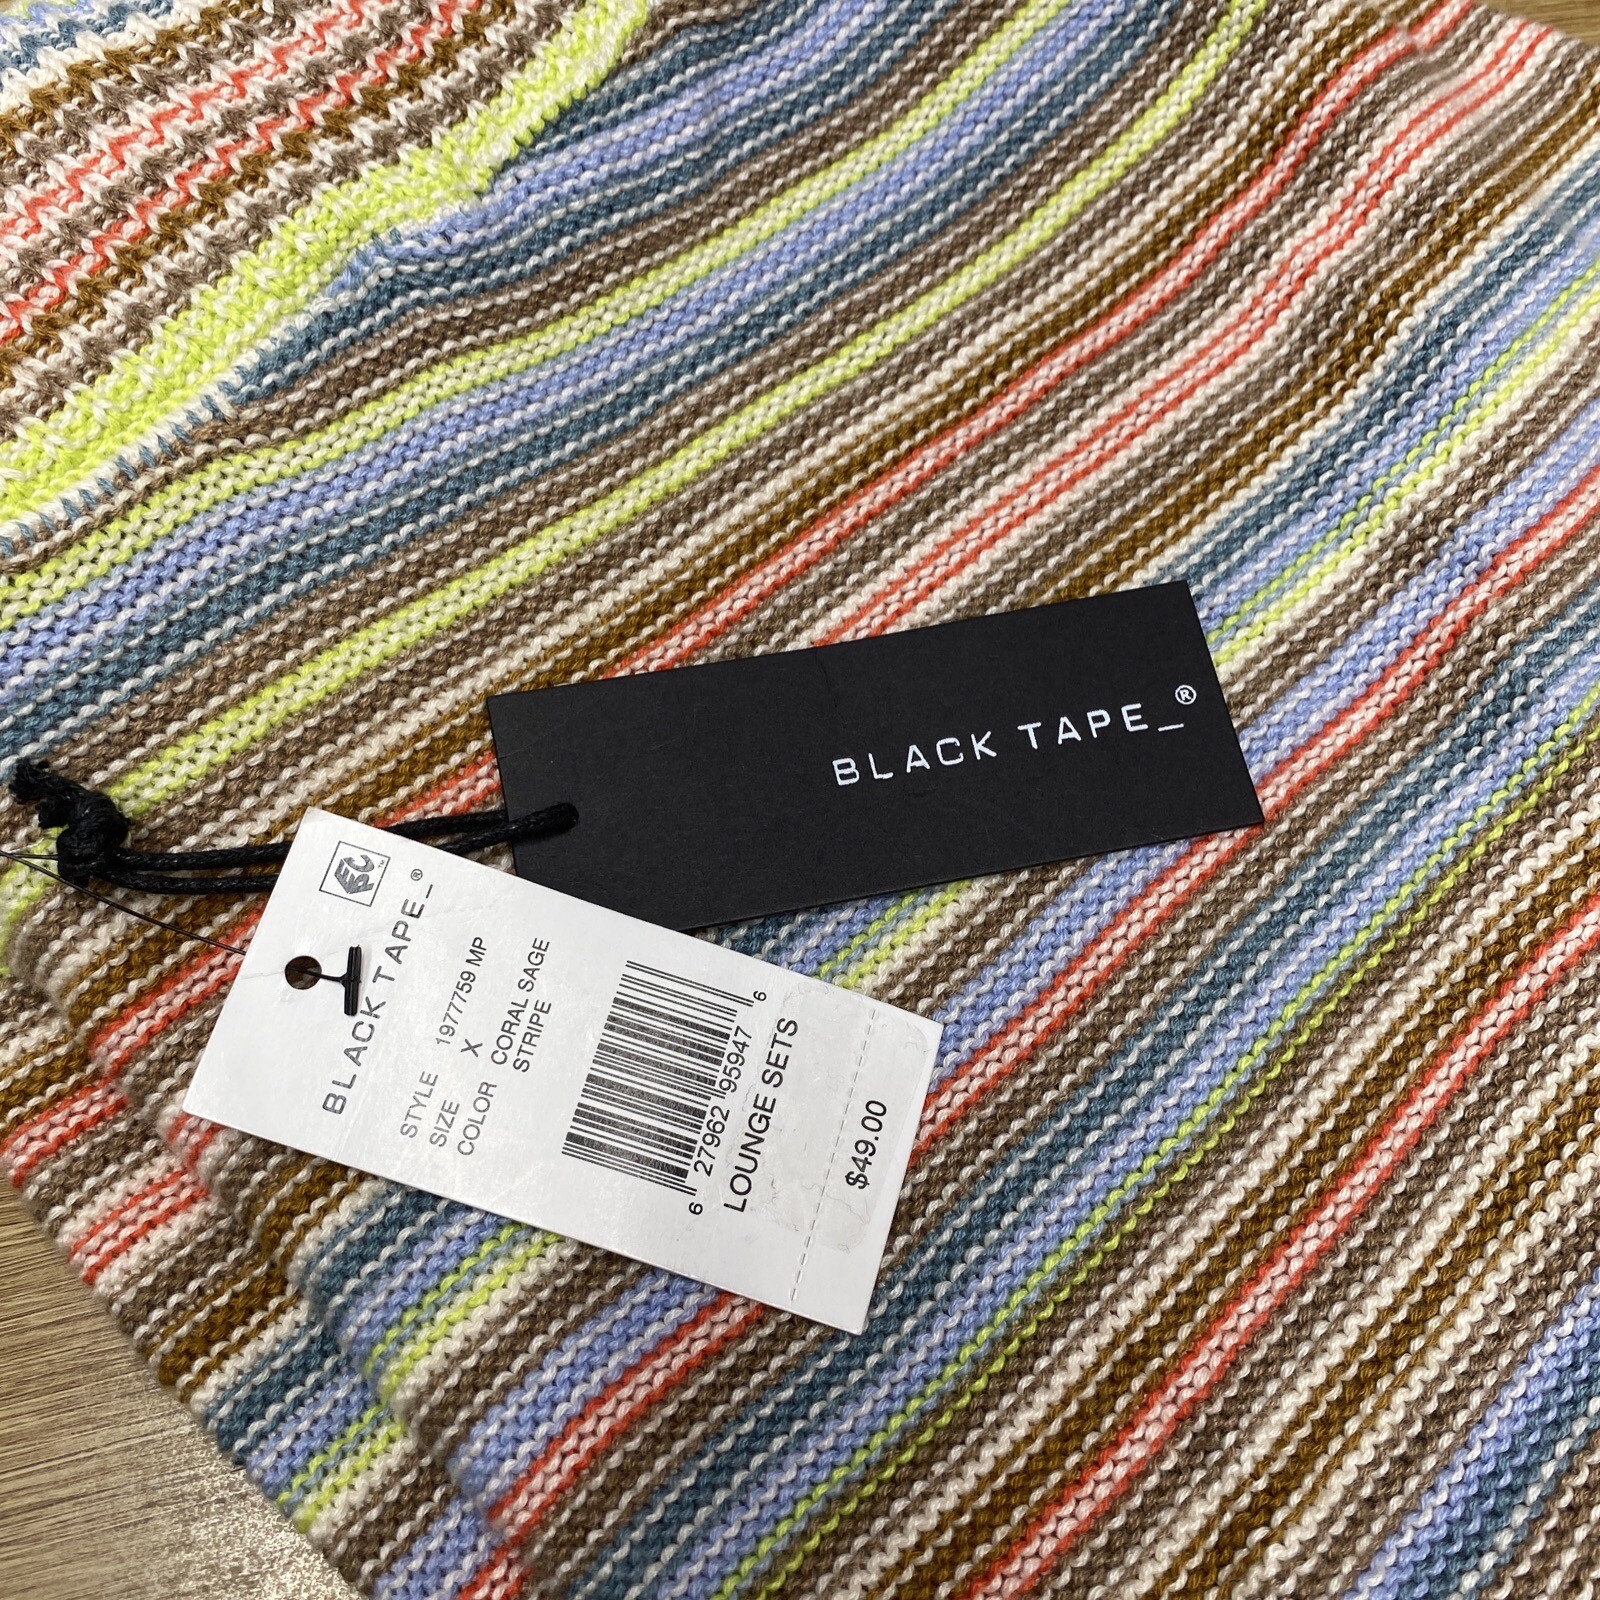 BLACK TAPE_®
BLACK TAPE_®
STYLE 1977759 MP
SIZE X
COLOR CORAL SAGE
STRIPE
6 27962 95947 6
LOUNGE SETS
$49.00